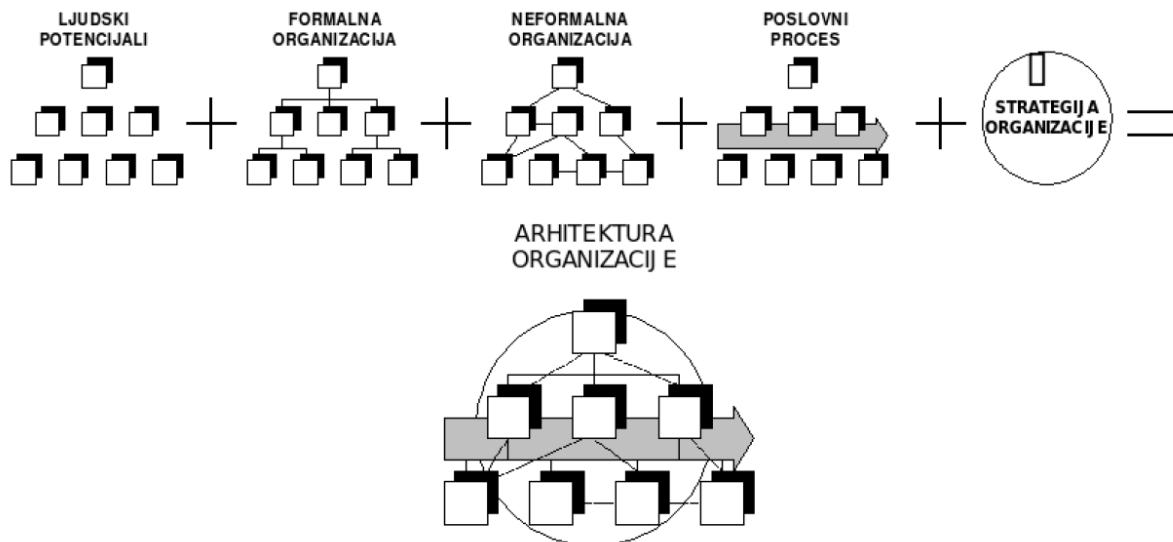 LJUDSKI
POTENCIJALI
FORMALNA
ORGANIZACIJA
NEFORMALNA
ORGANIZACIJA
POSLOVNI
PROCES
STRATEGIJA
ORGANIZACIJE
ARHITEKTURA
ORGANIZACIJE